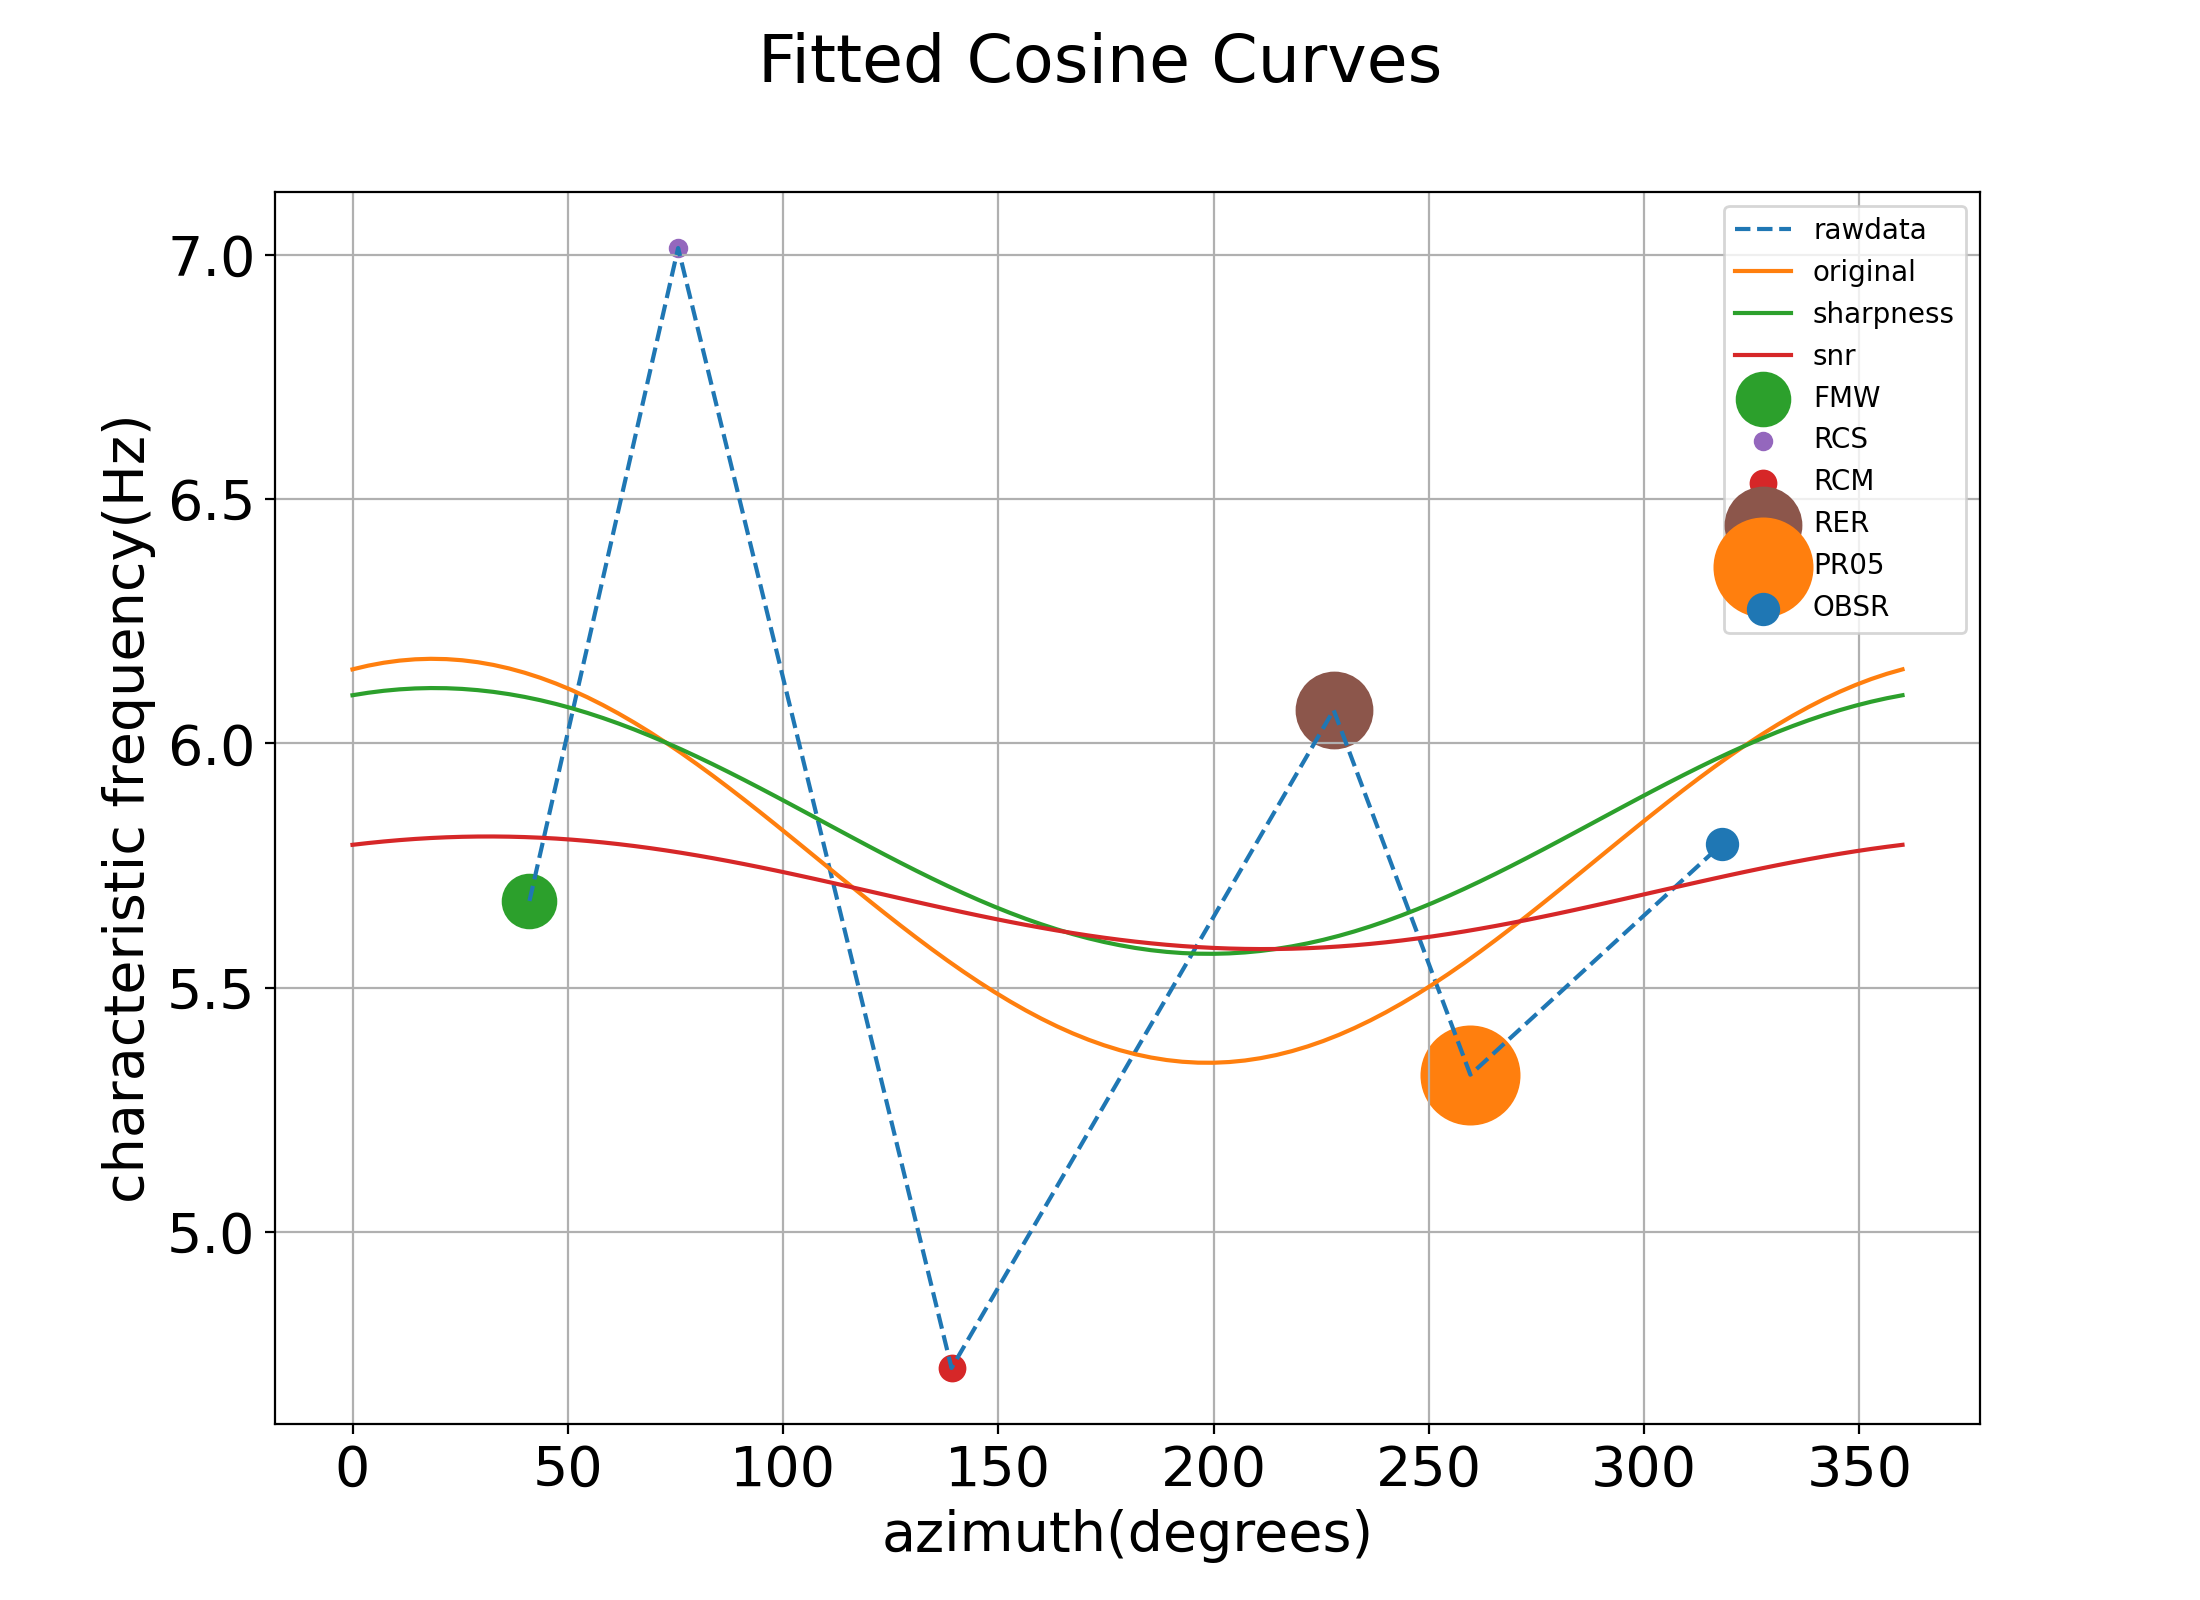 Fitted Cosine Curves
characteristic frequency(Hz)
7.0
6.5
6.0
5.5
5.0
rawdata
original
sharpness
snr
FMW
RCS
RCM
RER
PR05
OBSR
0 50 100 150 200 250 300 350
azimuth(degrees)